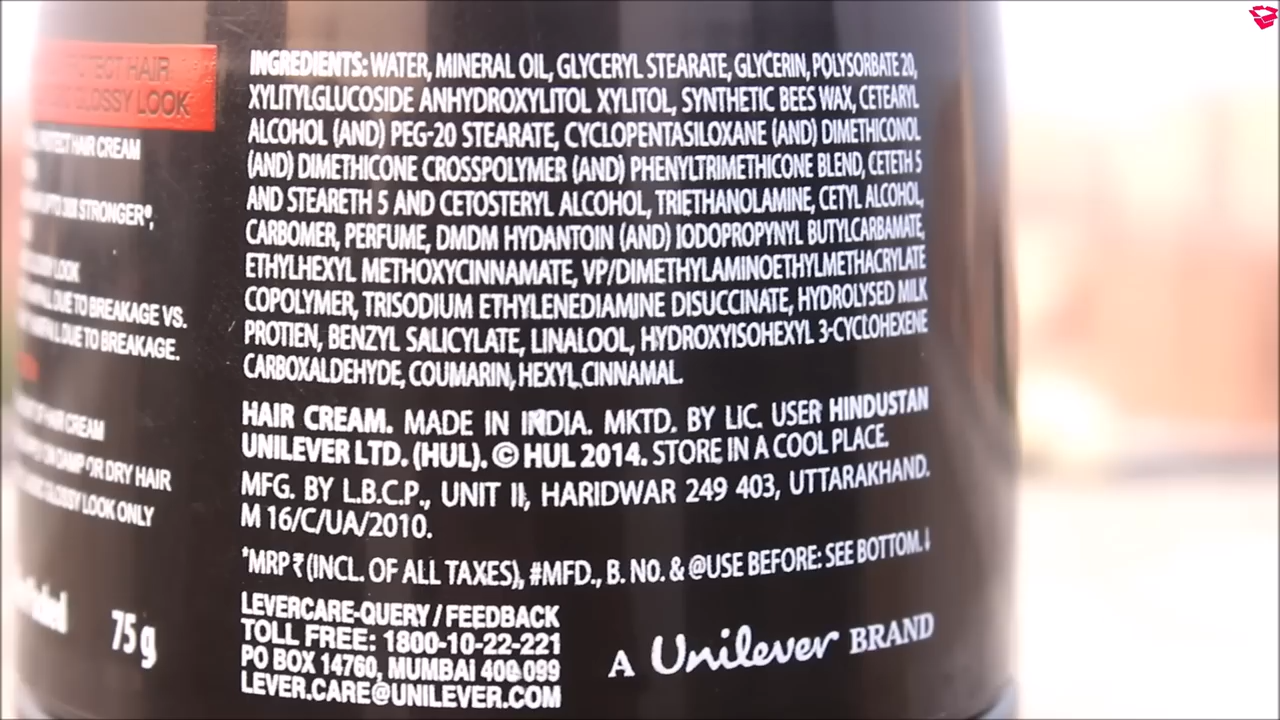 PROTECT HAIR
GLOSSY LOOK
PROTECT HAIR CREAM
STRONGER
LOOK
DUE TO BREAKAGE VS.
DUE TO BREAKAGE.
OF HAIR CREAM
ON DAMP OR DRY HAIR
GLOSSY LOOK ONLY
75 g
INGREDIENTS: WATER, MINERAL OIL, GLYCERYL STEARATE, GLYCERIN, POLYSORBATE 20,
XYLITYLGLUCOSIDE ANHYDROXYLITOL XYLITOL, SYNTHETIC BEES WAX, CETEARYL
ALCOHOL (AND) PEG-20 STEARATE, CYCLOPENTASILOXANE (AND) DIMETHICONOL
(AND) DIMETHICONE CROSSPOLYMER (AND) PHENYLTRIMETHICONE BLEND, CETETH 5
AND STEARETH 5 AND CETOSTERYL ALCOHOL, TRIETHANOLAMINE, CETYL ALCOHOL,
CARBOMER, PERFUME, DMDM HYDANTOIN (AND) IODOPROPYNYL BUTYLCARBAMATE,
ETHYLHEXYL METHOXYCINNAMATE, VP/DIMETHYLAMINOETHYLMETHACRYLATE
COPOLYMER, TRISODIUM ETHYLENEDIAMINE DISUCCINATE, HYDROLYSED MILK
PROTIEN, BENZYL SALICYLATE, LINALOOL, HYDROXYISOHEXYL 3-CYCLOHEXENE
CARBOXALDEHYDE, COUMARIN, HEXYL CINNAMAL.
HAIR CREAM. MADE IN INDIA. MKTD. BY LIC. USER HINDUSTAN
UNILEVER LTD. (HUL). © HUL 2014. STORE IN A COOL PLACE.
MFG. BY L.B.C.P., UNIT II, HARIDWAR 249 403, UTTARAKHAND.
M 16/C/UA/2010.
*MRP ₹ (INCL. OF ALL TAXES), #MFD., B. NO. & @USE BEFORE: SEE BOTTOM.↓
LEVERCARE-QUERY / FEEDBACK
TOLL FREE: 1800-10-22-221
PO BOX 14760, MUMBAI 400 099
LEVER.CARE@UNILEVER.COM
A Unilever BRAND